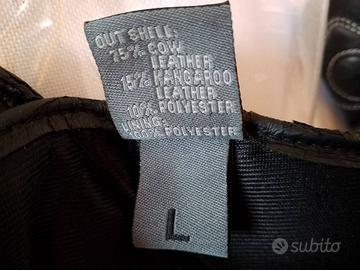 OUT SHELL:
75% COW
LEATHER
15% KANGAROO
LEATHER
10% POLYESTER
LINING:
100% POLYESTER
L
subito